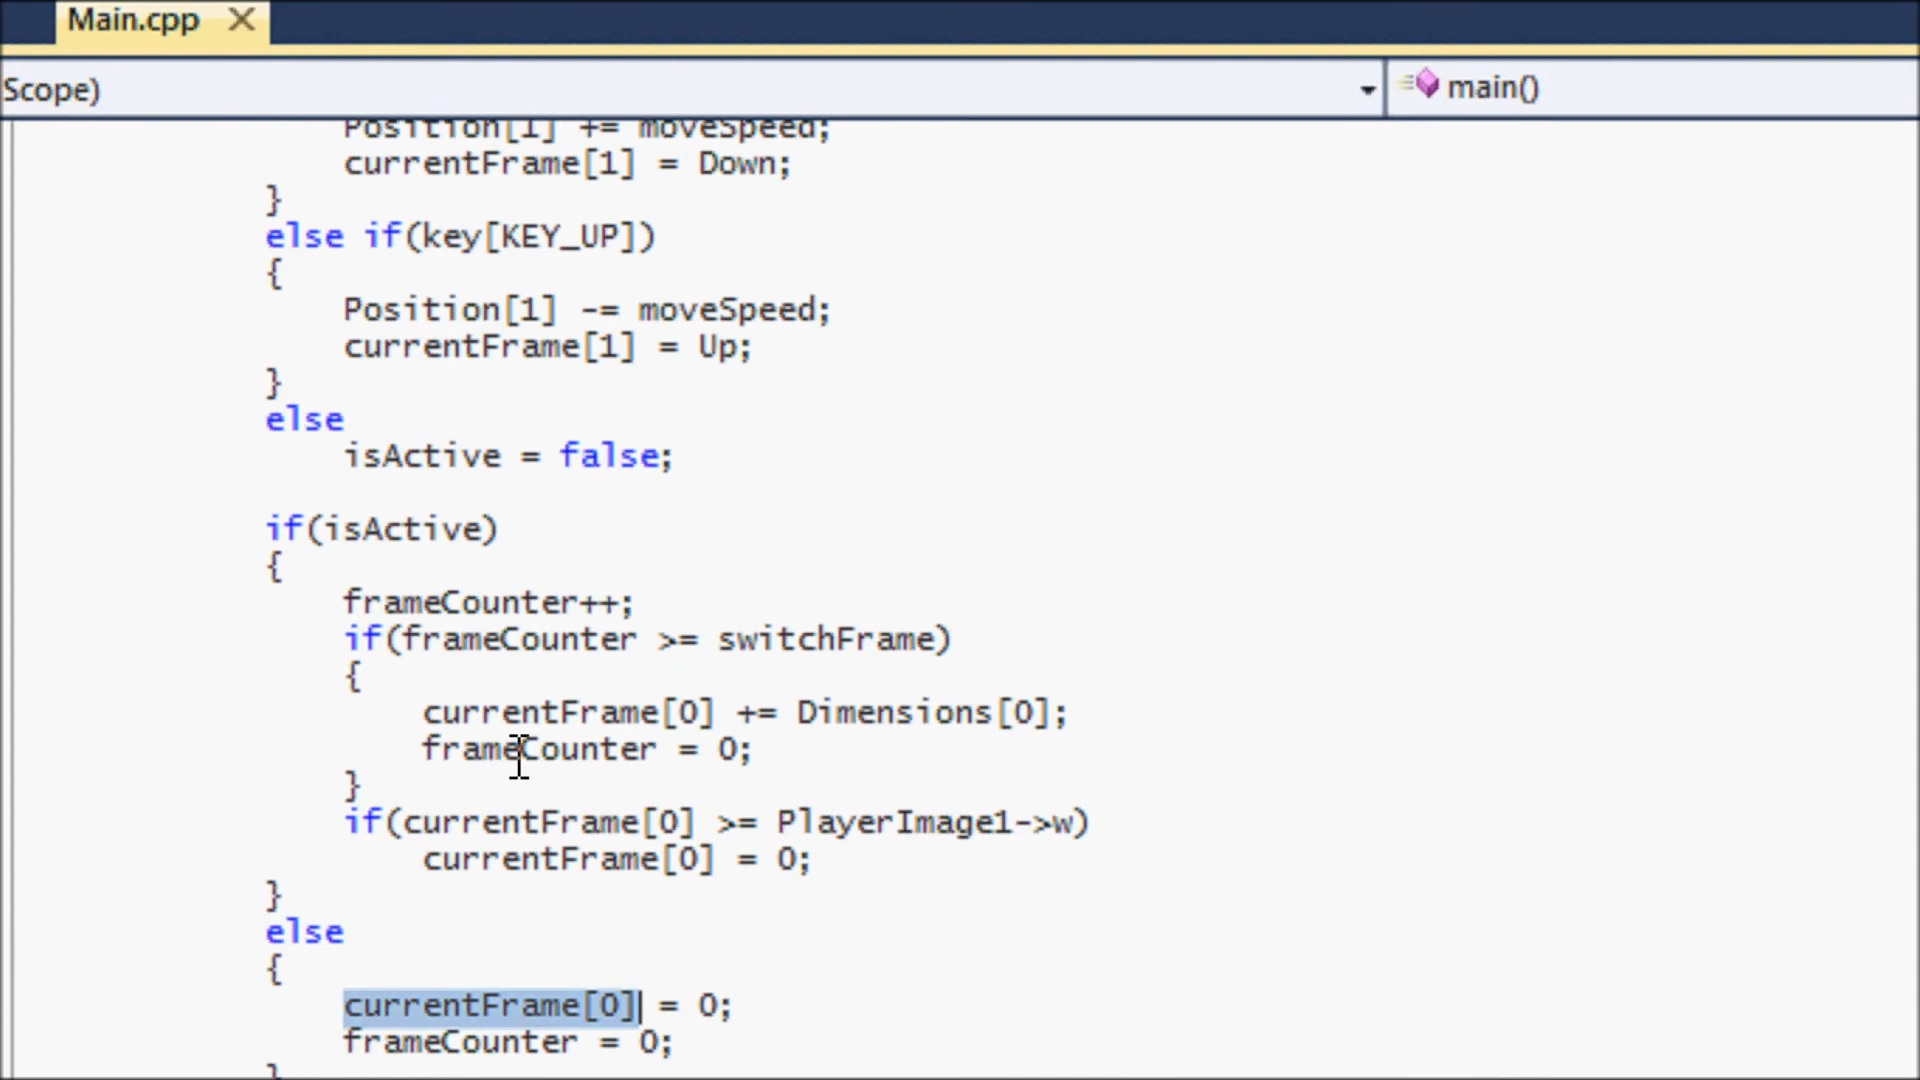 Main.cpp
Scope)
main()
Position[1] += moveSpeed;
currentFrame[1] = Down;
}
else if(key[KEY_UP])
{
Position[1] -= moveSpeed;
currentFrame[1] = Up;
}
else
isActive = false;
if(isActive)
{
frameCounter++;
if(frameCounter >= switchFrame)
{
currentFrame[0] += Dimensions[0];
frameCounter = 0;
}
if(currentFrame[0] >= PlayerImage1->w)
currentFrame[0] = 0;
}
else
{
currentFrame[0] = 0;
frameCounter = 0;
}